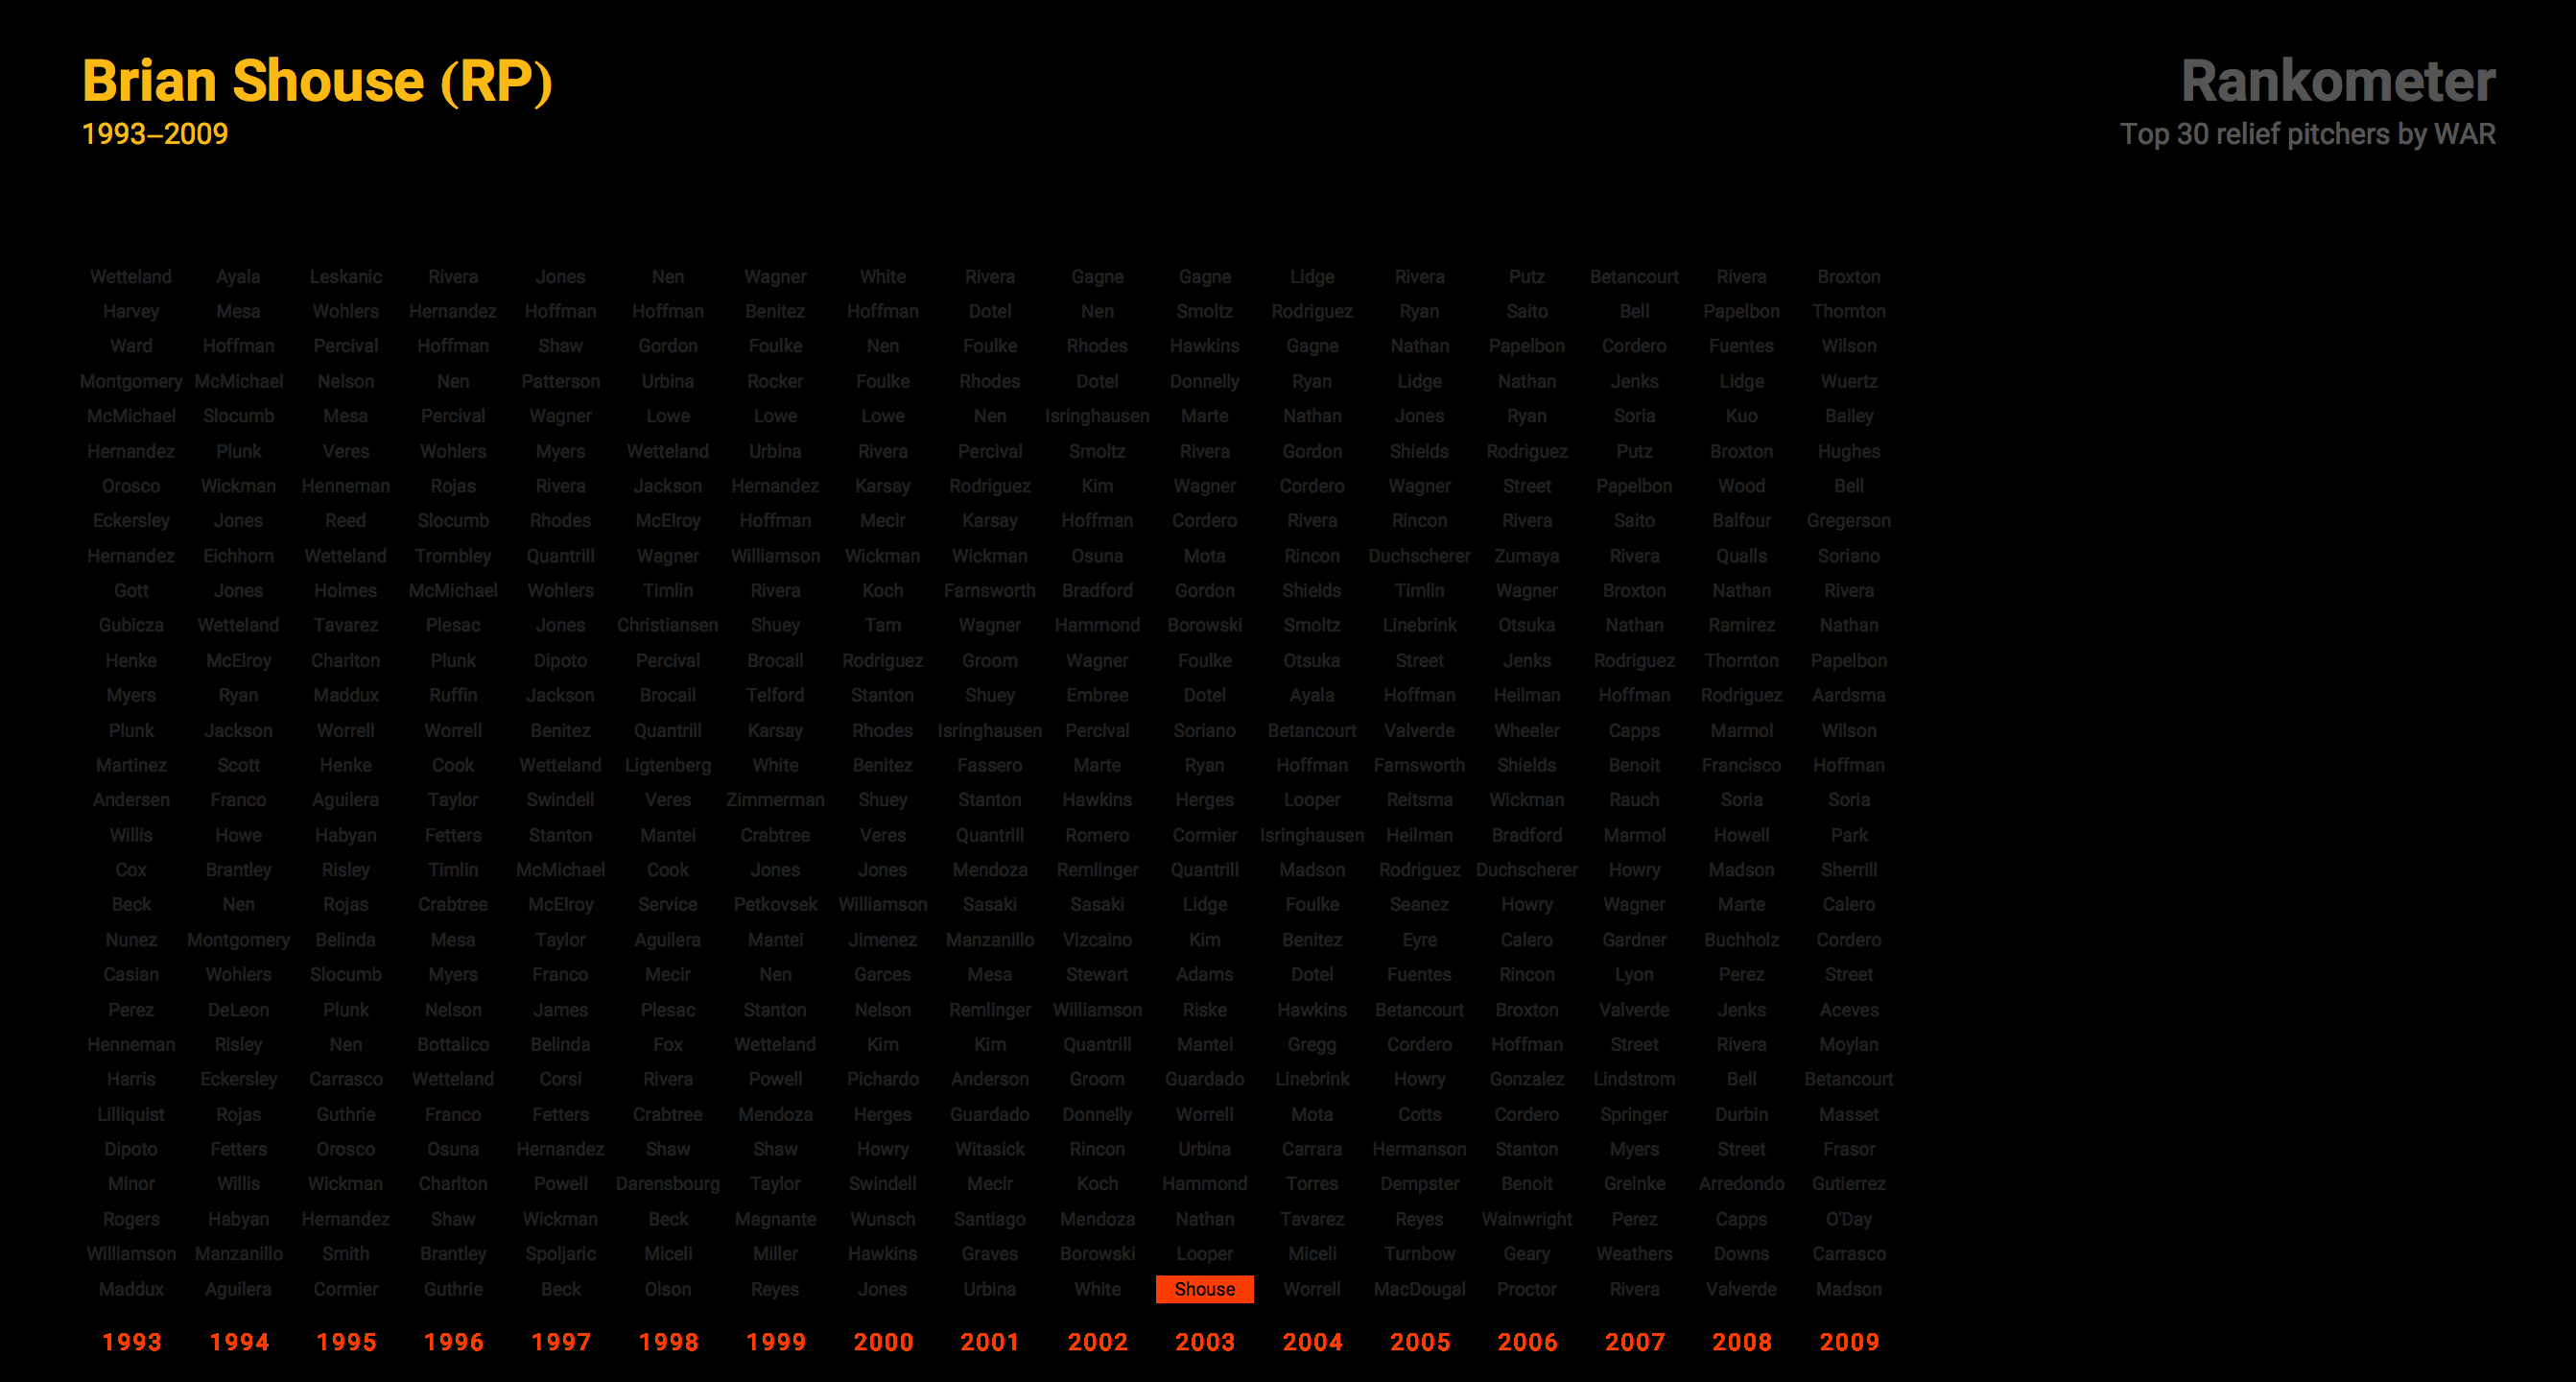 Brian Shouse (RP)
1993–2009
Rankometer
Top 30 relief pitchers by WAR
Wetteland Ayala Leskanic Rivera Jones Nen Wagner White Rivera Gagne Gagne Lidge Rivera Putz Betancourt Rivera Broxton
Harvey Mesa Wohlers Hernandez Hoffman Hoffman Benitez Hoffman Dotel Nen Smoltz Rodriguez Ryan Saito Bell Papelbon Thornton
Ward Hoffman Percival Hoffman Shaw Gordon Foulke Nen Foulke Rhodes Hawkins Gagne Nathan Papelbon Cordero Fuentes Wilson
Montgomery McMichael Nelson Nen Patterson Urbina Rocker Foulke Rhodes Dotel Donnelly Ryan Lidge Nathan Jenks Lidge Wuertz
McMichael Slocumb Mesa Percival Wagner Lowe Lowe Lowe Nen Isringhausen Marte Nathan Jones Ryan Soria Kuo Bailey
Hernandez Plunk Veres Wohlers Myers Wetteland Urbina Rivera Percival Smoltz Rivera Gordon Shields Rodriguez Putz Broxton Hughes
Orosco Wickman Henneman Rojas Rivera Jackson Hernandez Karsay Rodriguez Kim Wagner Cordero Wagner Street Papelbon Wood Bell
Eckersley Jones Reed Slocumb Rhodes McElroy Hoffman Mecir Karsay Hoffman Cordero Rivera Rincon Rivera Saito Balfour Gregerson
Hernandez Eichhorn Wetteland Trombley Quantrill Wagner Williamson Wickman Wickman Osuna Mota Rincon Duchscherer Zumaya Rivera Qualls Soriano
Gott Jones Holmes McMichael Wohlers Timlin Rivera Koch Farnsworth Bradford Gordon Shields Timlin Wagner Broxton Nathan Rivera
Gubicza Wetteland Tavarez Plesac Jones Christiansen Shuey Tam Wagner Hammond Borowski Smoltz Linebrink Otsuka Nathan Ramirez Nathan
Henke McElroy Charlton Plunk Dipoto Percival Brocail Rodriguez Groom Wagner Foulke Otsuka Street Jenks Rodriguez Thornton Papelbon
Myers Ryan Maddux Ruffin Jackson Brocail Telford Stanton Shuey Embree Dotel Ayala Hoffman Heilman Hoffman Rodriguez Aardsma
Plunk Jackson Worrell Worrell Benitez Quantrill Karsay Rhodes Isringhausen Percival Soriano Betancourt Valverde Wheeler Capps Marmol Wilson
Martinez Scott Henke Cook Wetteland Ligtenberg White Benitez Fassero Marte Ryan Hoffman Farnsworth Shields Benoit Francisco Hoffman
Andersen Franco Aguilera Taylor Swindell Veres Zimmerman Shuey Stanton Hawkins Herges Looper Reitsma Wickman Rauch Soria Soria
Willis Howe Habyan Fetters Stanton Mantei Crabtree Veres Quantrill Romero Cormier Isringhausen Heilman Bradford Marmol Howell Park
Cox Brantley Risley Timlin McMichael Cook Jones Jones Mendoza Remlinger Quantrill Madson Rodriguez Duchscherer Howry Madson Sherrill
Beck Nen Rojas Crabtree McElroy Service Petkovsek Williamson Sasaki Sasaki Lidge Foulke Seanez Howry Wagner Marte Calero
Nunez Montgomery Belinda Mesa Taylor Aguilera Mantei Jimenez Manzanillo Vizcaino Kim Benitez Eyre Calero Gardner Buchholz Cordero
Casian Wohlers Slocumb Myers Franco Mecir Nen Garces Mesa Stewart Adams Dotel Fuentes Rincon Lyon Perez Street
Perez DeLeon Plunk Nelson James Plesac Stanton Nelson Remlinger Williamson Riske Hawkins Betancourt Broxton Valverde Jenks Aceves
Henneman Risley Nen Bottalico Belinda Fox Wetteland Kim Kim Quantrill Mantei Gregg Cordero Hoffman Street Rivera Moylan
Harris Eckersley Carrasco Wetteland Corsi Rivera Powell Pichardo Anderson Groom Guardado Linebrink Howry Gonzalez Lindstrom Bell Betancourt
Lilliquist Rojas Guthrie Franco Fetters Crabtree Mendoza Herges Guardado Donnelly Worrell Mota Cotts Cordero Springer Durbin Masset
Dipoto Fetters Orosco Osuna Hernandez Shaw Shaw Howry Witasick Rincon Urbina Carrara Hermanson Stanton Myers Street Frasor
Minor Willis Wickman Charlton Powell Darensbourg Taylor Swindell Mecir Koch Hammond Torres Dempster Benoit Greinke Arredondo Gutierrez
Rogers Habyan Hernandez Shaw Wickman Beck Magnante Wunsch Santiago Mendoza Nathan Tavarez Reyes Wainwright Perez Capps O'Day
Williamson Manzanillo Smith Brantley Spoljaric Miceli Miller Hawkins Graves Borowski Looper Miceli Turnbow Geary Weathers Downs Carrasco
Maddux Aguilera Cormier Guthrie Beck Olson Reyes Jones Urbina White Shouse Worrell MacDougal Proctor Rivera Valverde Madson
1993 1994 1995 1996 1997 1998 1999 2000 2001 2002 2003 2004 2005 2006 2007 2008 2009